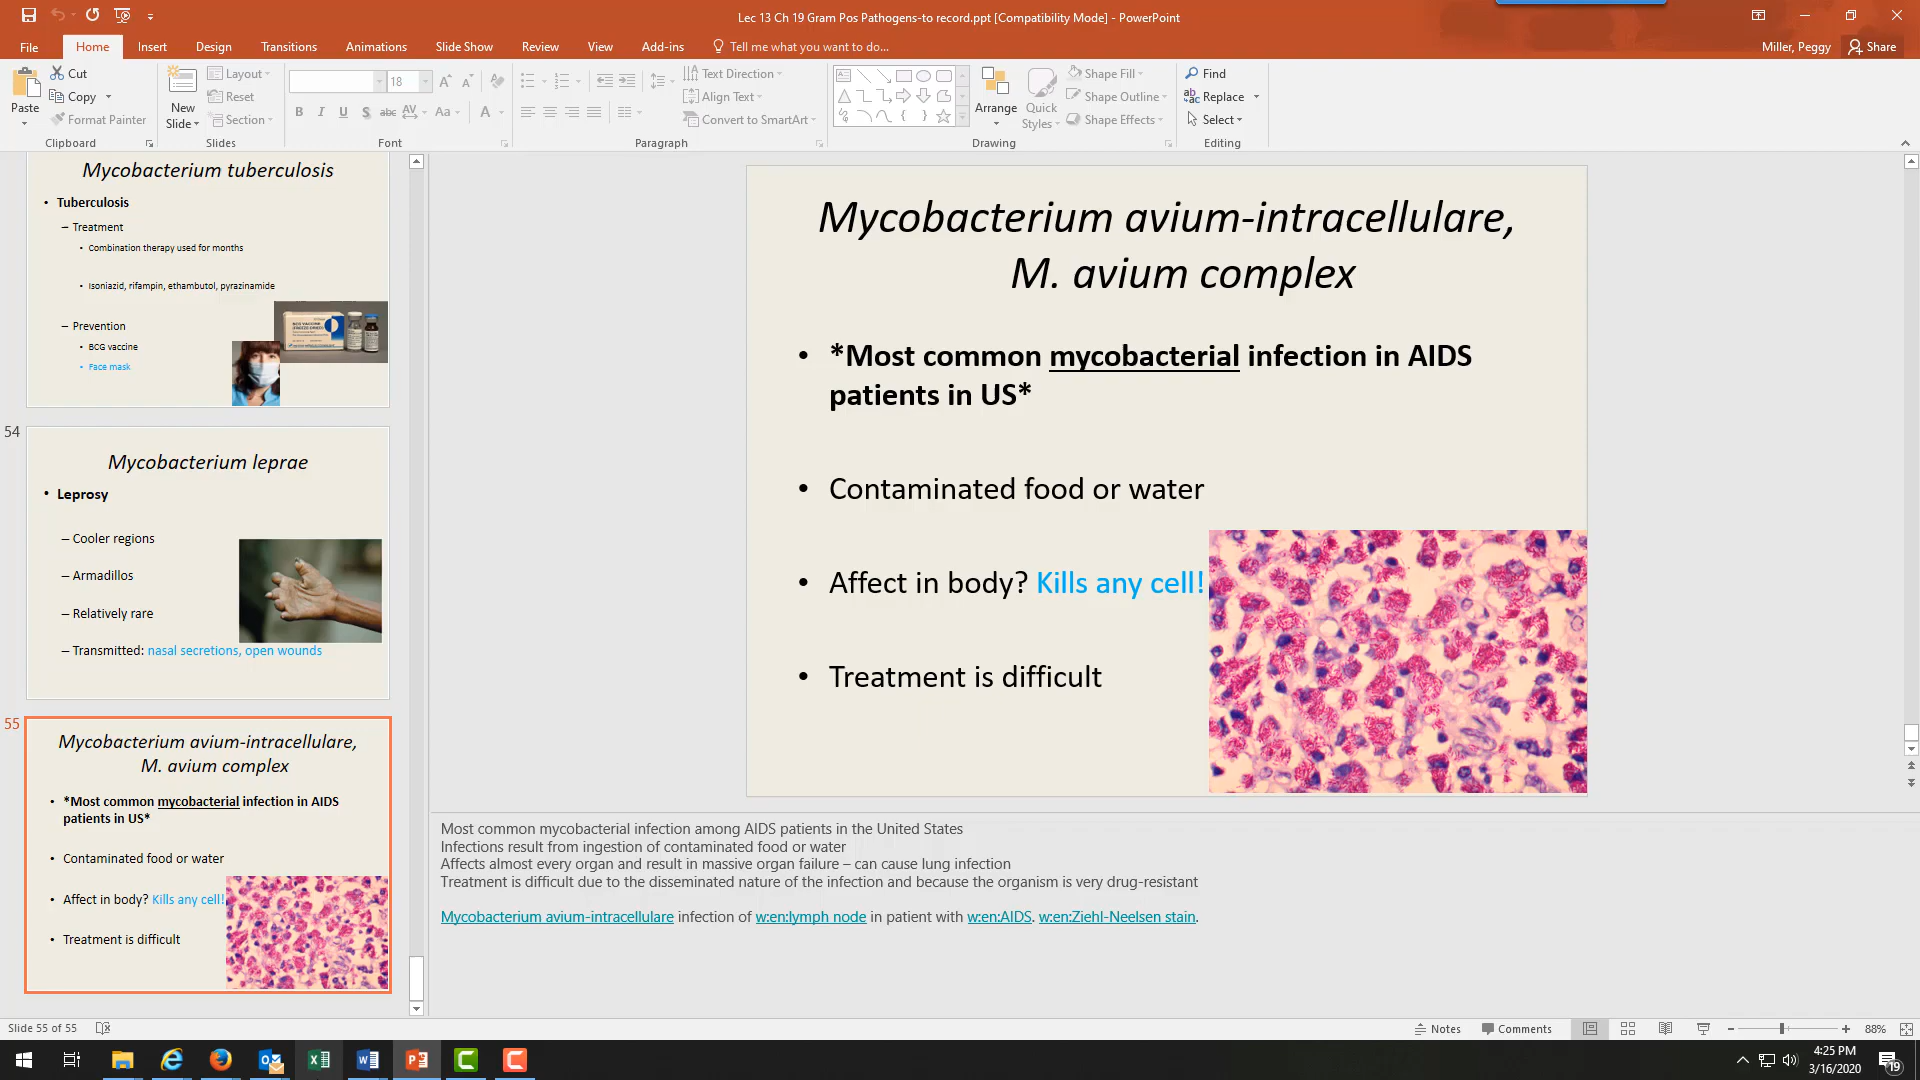 Lec 13 Ch 19 Gram Pos Pathogens-to record.ppt [Compatibility Mode] - PowerPoint
File Home Insert Design Transitions Animations Slide Show Review View Add-ins Tell me what you want to do... Miller, Peggy Share
Paste
Cut
Copy
Format Painter
Clipboard
New Slide
Layout
Reset
Section
Slides
18
B I U S abc AV Aa A
Font
Text Direction
Align Text
Convert to SmartArt
Paragraph
Arrange
Quick Styles
Shape Fill
Shape Outline
Shape Effects
Drawing
Find
Replace
Select
Editing
Mycobacterium tuberculosis
• Tuberculosis
– Treatment
• Combination therapy used for months
• Isoniazid, rifampin, ethambutol, pyrazinamide
– Prevention
• BCG vaccine
• Face mask
54
Mycobacterium leprae
• Leprosy
– Cooler regions
– Armadillos
– Relatively rare
– Transmitted: nasal secretions, open wounds
55
Mycobacterium avium-intracellulare,
M. avium complex
• *Most common mycobacterial infection in AIDS
patients in US*
• Contaminated food or water
• Affect in body? Kills any cell!
• Treatment is difficult
Mycobacterium avium-intracellulare,
M. avium complex
• *Most common mycobacterial infection in AIDS
patients in US*
• Contaminated food or water
• Affect in body? Kills any cell!
• Treatment is difficult
Most common mycobacterial infection among AIDS patients in the United States
Infections result from ingestion of contaminated food or water
Affects almost every organ and result in massive organ failure – can cause lung infection
Treatment is difficult due to the disseminated nature of the infection and because the organism is very drug-resistant
Mycobacterium avium-intracellulare infection of w:en:lymph node in patient with w:en:AIDS. w:en:Ziehl-Neelsen stain.
Slide 55 of 55
Notes Comments 88%
4:25 PM
3/16/2020
19